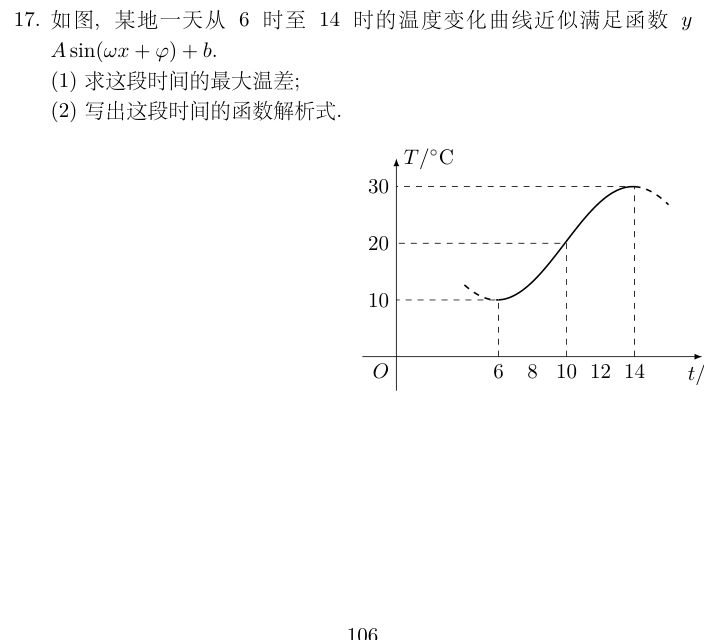 17. 如图, 某地一天从 6 时至 14 时的温度变化曲线近似满足函数 y
A sin(ωx + φ) + b.
(1) 求这段时间的最大温差;
(2) 写出这段时间的函数解析式.
T/°C
30
20
10
O 6 8 10 12 14 t/
106